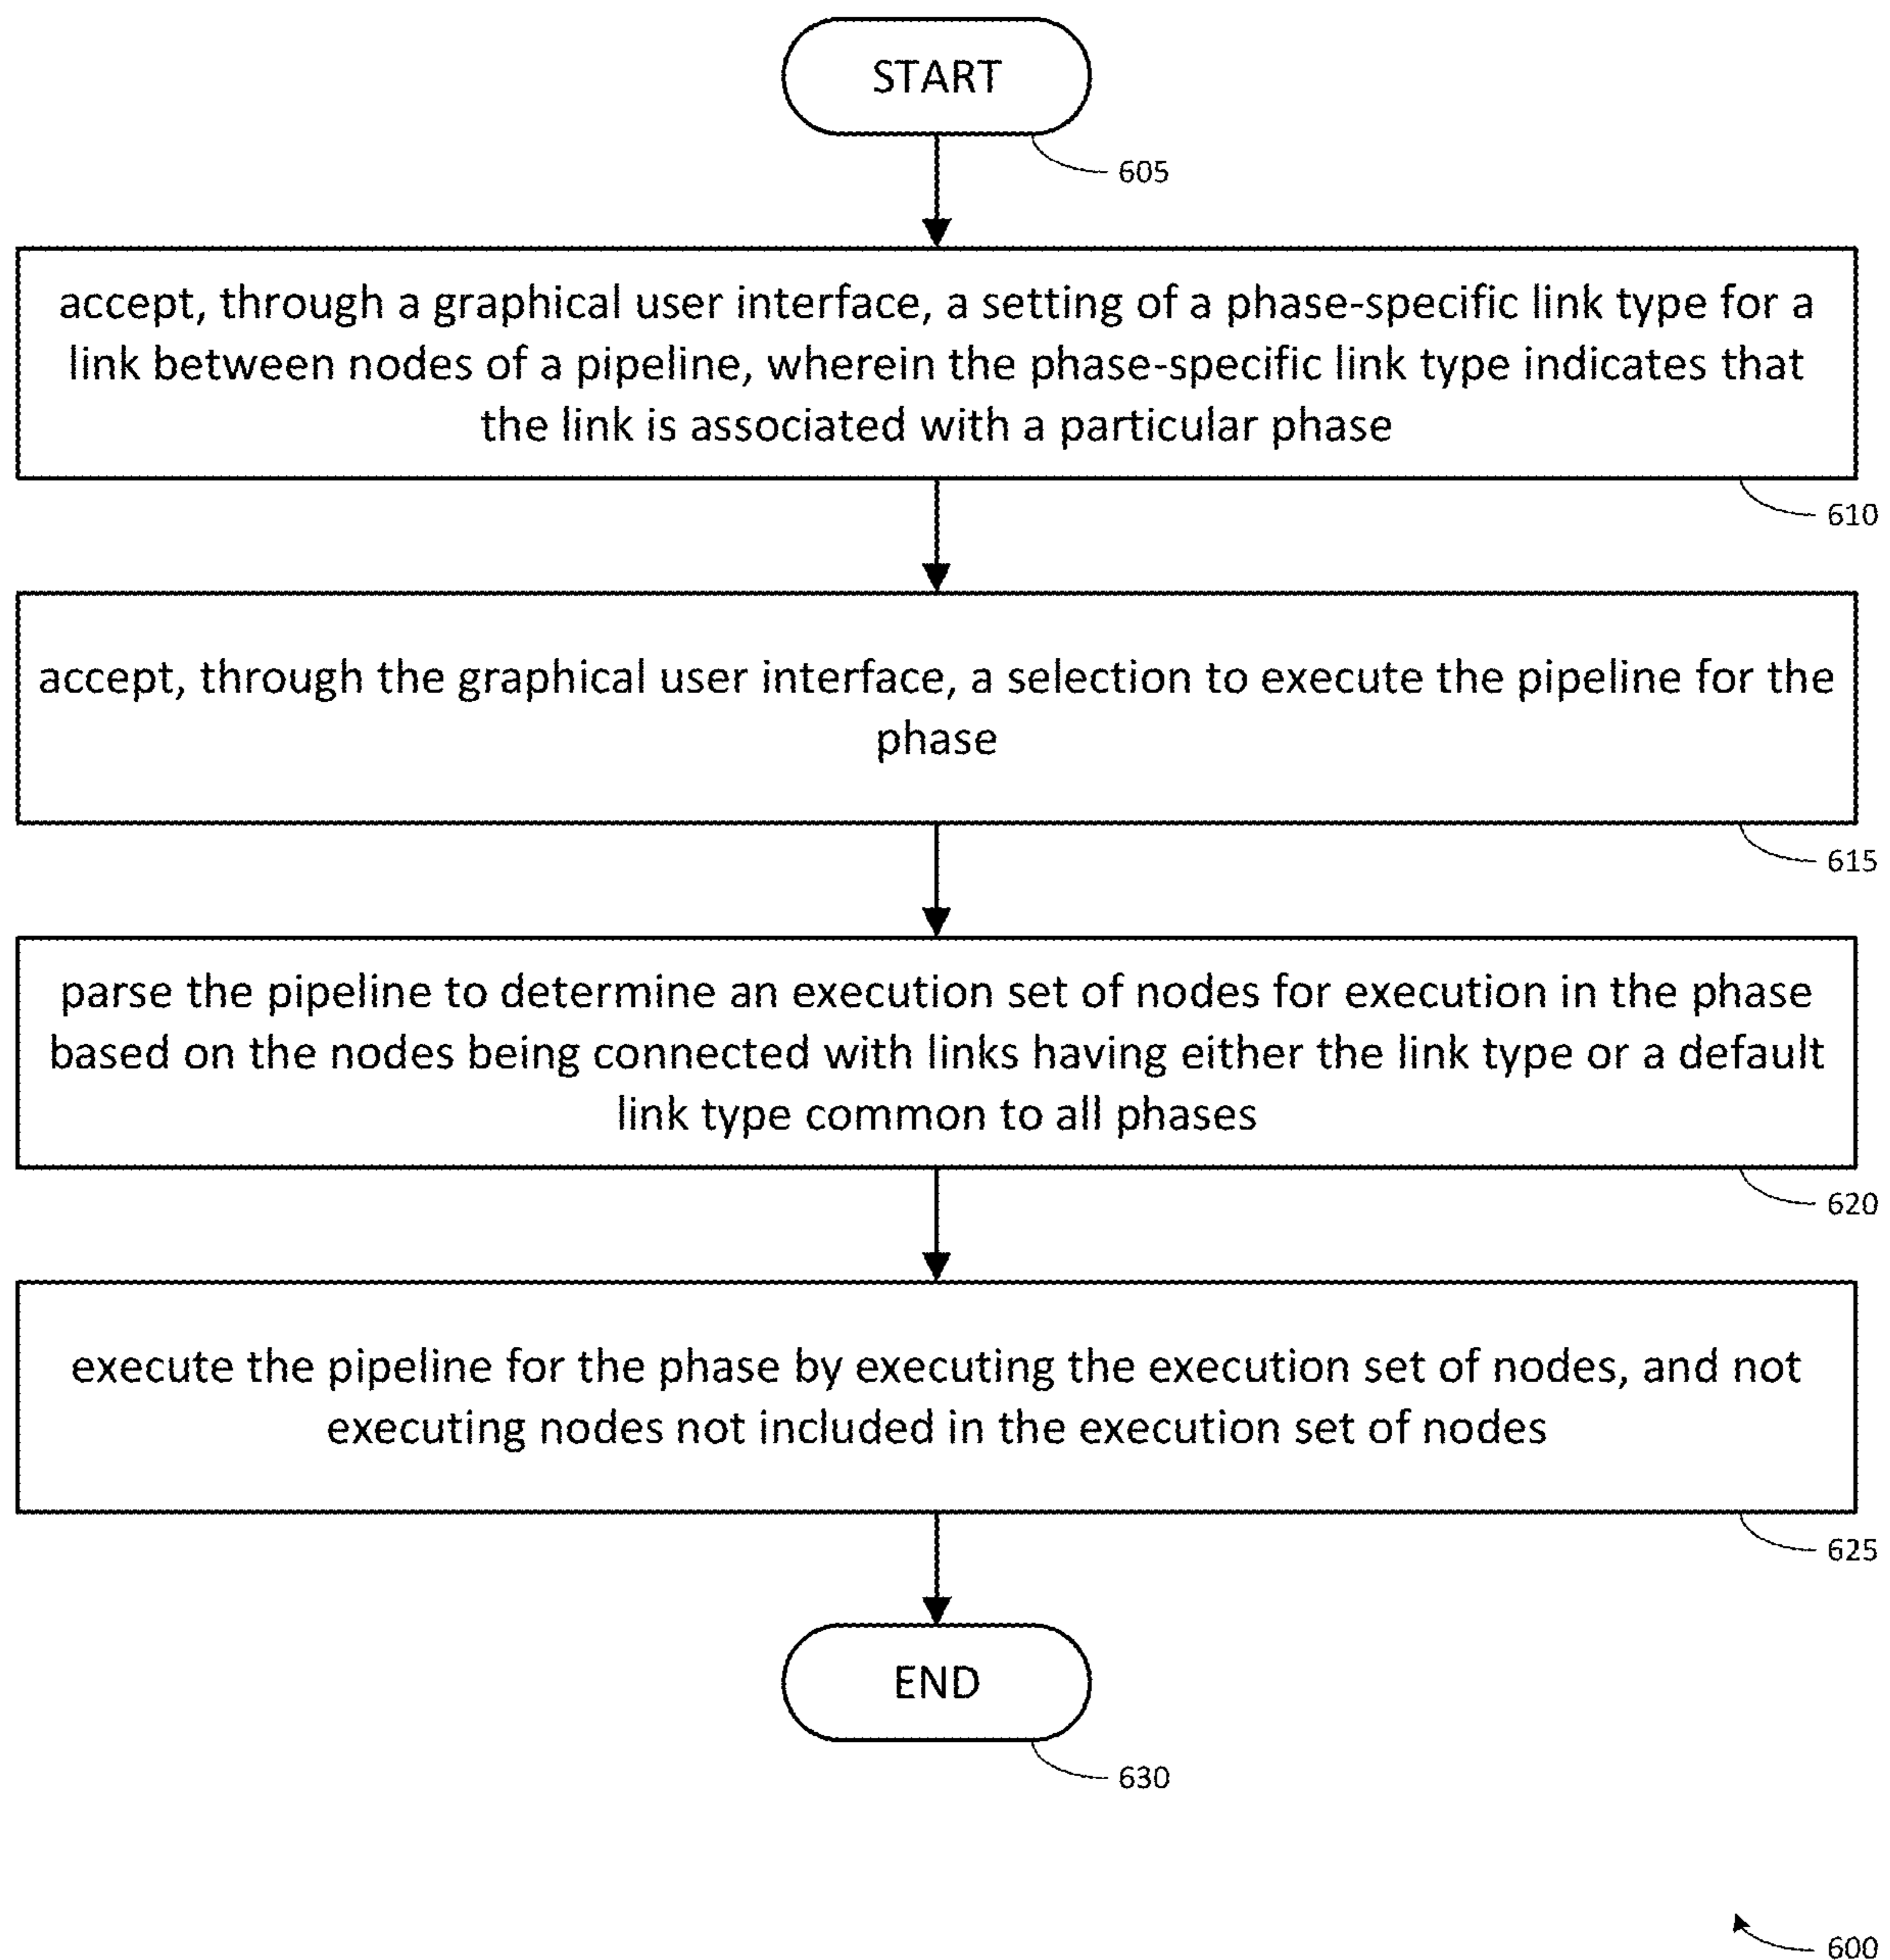 START
605
accept, through a graphical user interface, a setting of a phase-specific link type for a
link between nodes of a pipeline, wherein the phase-specific link type indicates that
the link is associated with a particular phase
610
accept, through the graphical user interface, a selection to execute the pipeline for the
phase
615
parse the pipeline to determine an execution set of nodes for execution in the phase
based on the nodes being connected with links having either the link type or a default
link type common to all phases
620
execute the pipeline for the phase by executing the execution set of nodes, and not
executing nodes not included in the execution set of nodes
625
END
630
600